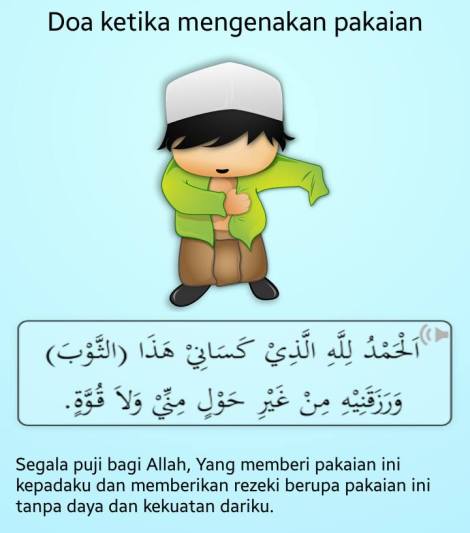 Doa ketika mengenakan pakaian
اَلْحَمْدُ لِلَّهِ الَّذِيْ كَسَانِيْ هَذَا (الثَّوْبَ)
وَرَزَقَنِيْهِ مِنْ غَيْرِ حَوْلٍ مِنِّيْ وَلاَ قُوَّةٍ.
Segala puji bagi Allah, Yang memberi pakaian ini
kepadaku dan memberikan rezeki berupa pakaian ini
tanpa daya dan kekuatan dariku.